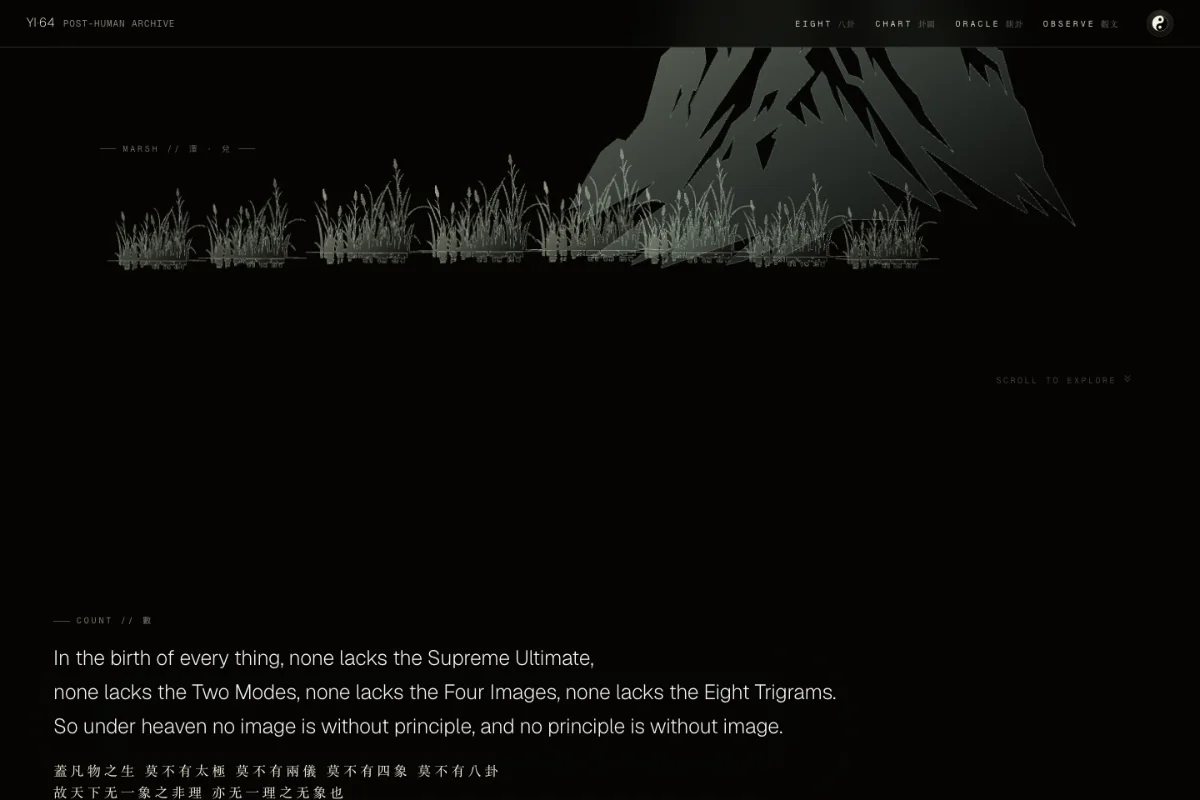 YI64 POST-HUMAN ARCHIVE
EIGHT 八卦 CHART 卦圖 ORACLE 筮卦 OBSERVE 觀文
MARSH // 澤 · 兌
SCROLL TO EXPLORE
COUNT // 數
In the birth of every thing, none lacks the Supreme Ultimate,
none lacks the Two Modes, none lacks the Four Images, none lacks the Eight Trigrams.
So under heaven no image is without principle, and no principle is without image.
蓋凡物之生 莫不有太極 莫不有兩儀 莫不有四象 莫不有八卦
故天下无一象之非理 亦无一理之无象也